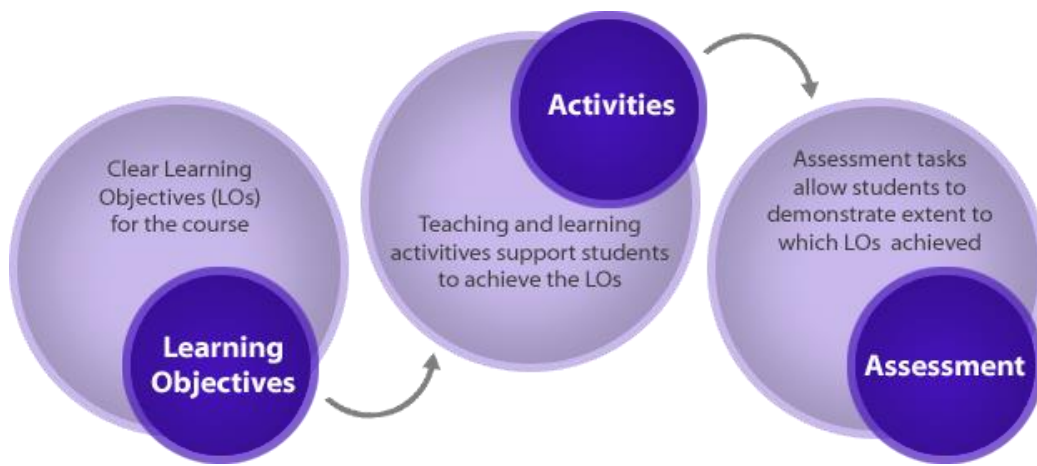 Clear Learning
Objectives (LOs)
for the course
Learning
Objectives
Activities
Teaching and learning
activitives support students
to achieve the LOs
Assessment tasks
allow students to
demonstrate extent to
which LOs achieved
Assessment